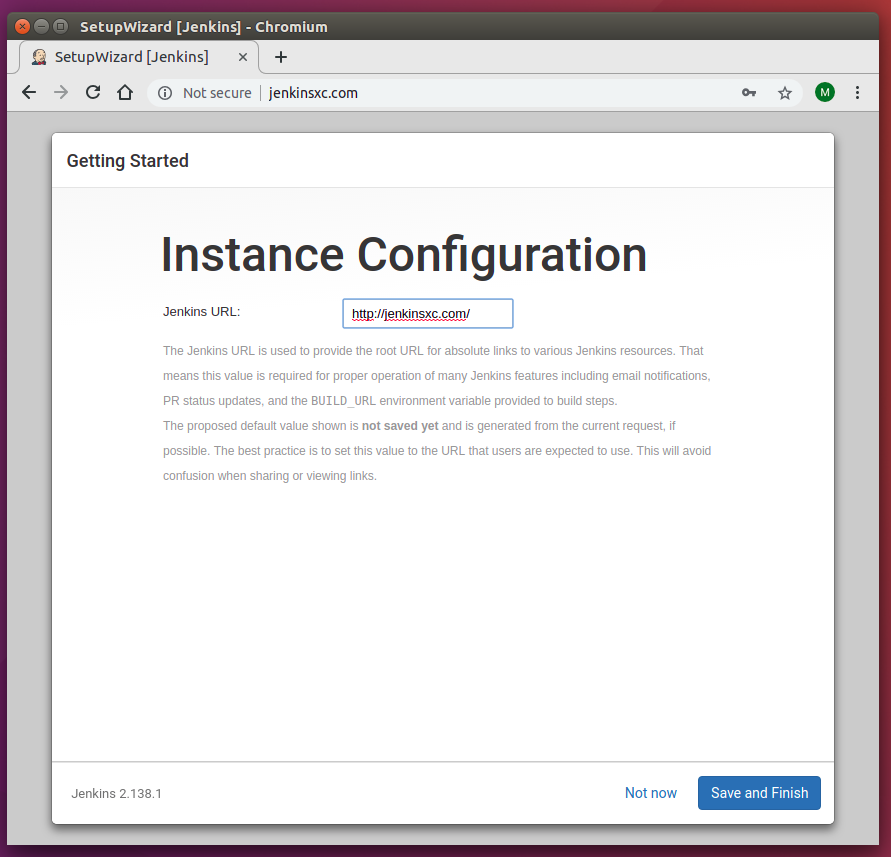 SetupWizard [Jenkins] - Chromium
SetupWizard [Jenkins]
Not secure jenkinsxc.com
M
Getting Started
Instance Configuration
Jenkins URL: http://jenkinsxc.com/
The Jenkins URL is used to provide the root URL for absolute links to various Jenkins resources. That
means this value is required for proper operation of many Jenkins features including email notifications,
PR status updates, and the BUILD_URL environment variable provided to build steps.
The proposed default value shown is not saved yet and is generated from the current request, if
possible. The best practice is to set this value to the URL that users are expected to use. This will avoid
confusion when sharing or viewing links.
Jenkins 2.138.1 Not now Save and Finish